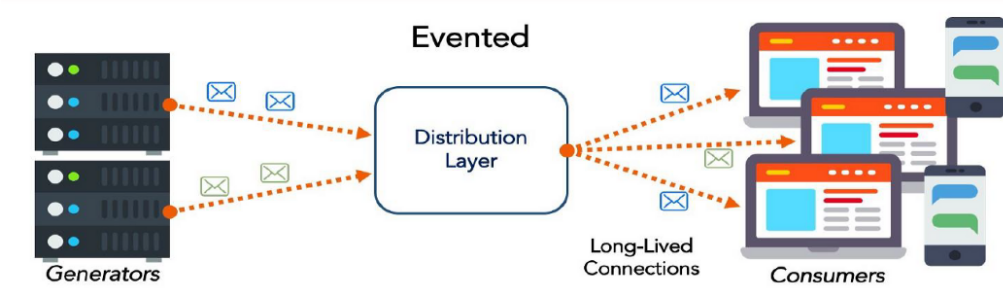 Evented
Distribution
Layer
Generators
Long-Lived
Connections
Consumers